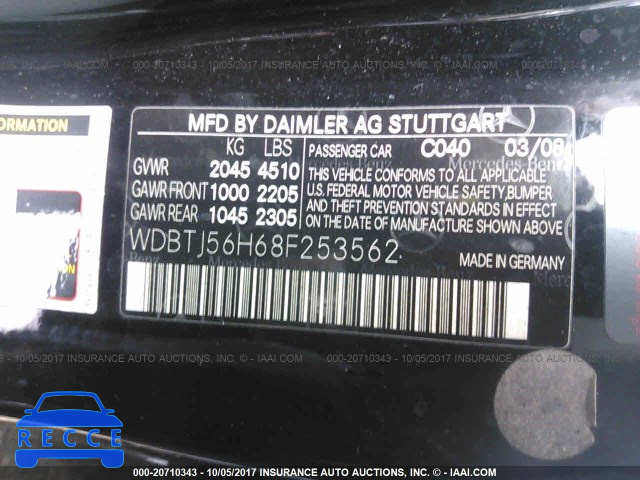 000-20710343 - 10/05/2017 INSURANCE AUTO AUCTIONS, INC. - © IAAI.COM
ORMATION
MFD BY DAIMLER AG STUTTGART
KG LBS
GVWR 2045 4510
GAWR FRONT 1000 2205
GAWR REAR 1045 2305
PASSENGER CAR C040 03/08
Mercedes-Benz
THIS VEHICLE CONFORMS TO ALL APPLICABLE
U.S. FEDERAL MOTOR VEHICLE SAFETY, BUMPER
AND THEFT PREVENTION STANDARDS IN EFFECT
ON THE DATE OF MANUFACTURE SHOWN ABOVE.
WDBTJ56H68F253562
MADE IN GERMANY
Mercedes-Benz
000-20710343 - 10/05/2017 INSURANCE AUTO AUCTIONS, INC. - © IAAI.COM
RECCE
000-20710343 - 10/05/2017 INSURANCE AUTO AUCTIONS, INC. - © IAAI.COM